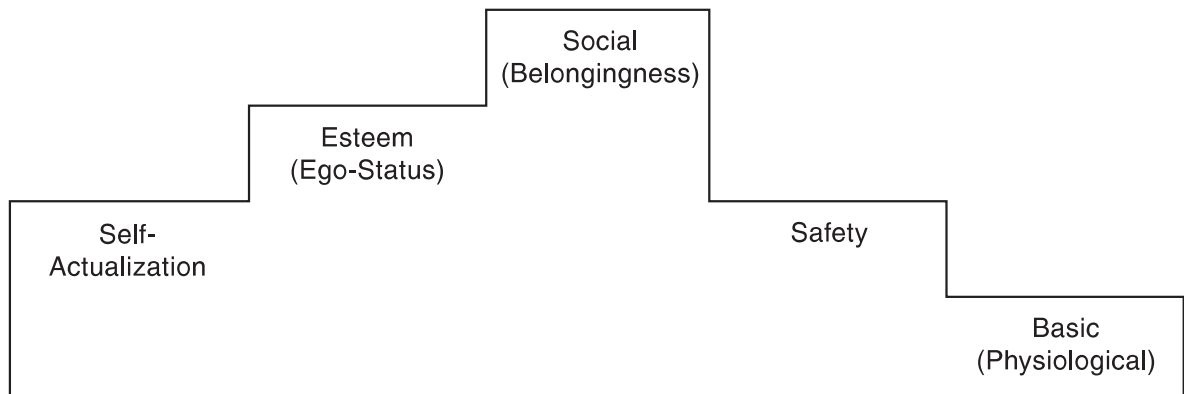 Social
(Belongingness)
Esteem
(Ego-Status)
Self-
Actualization
Safety
Basic
(Physiological)